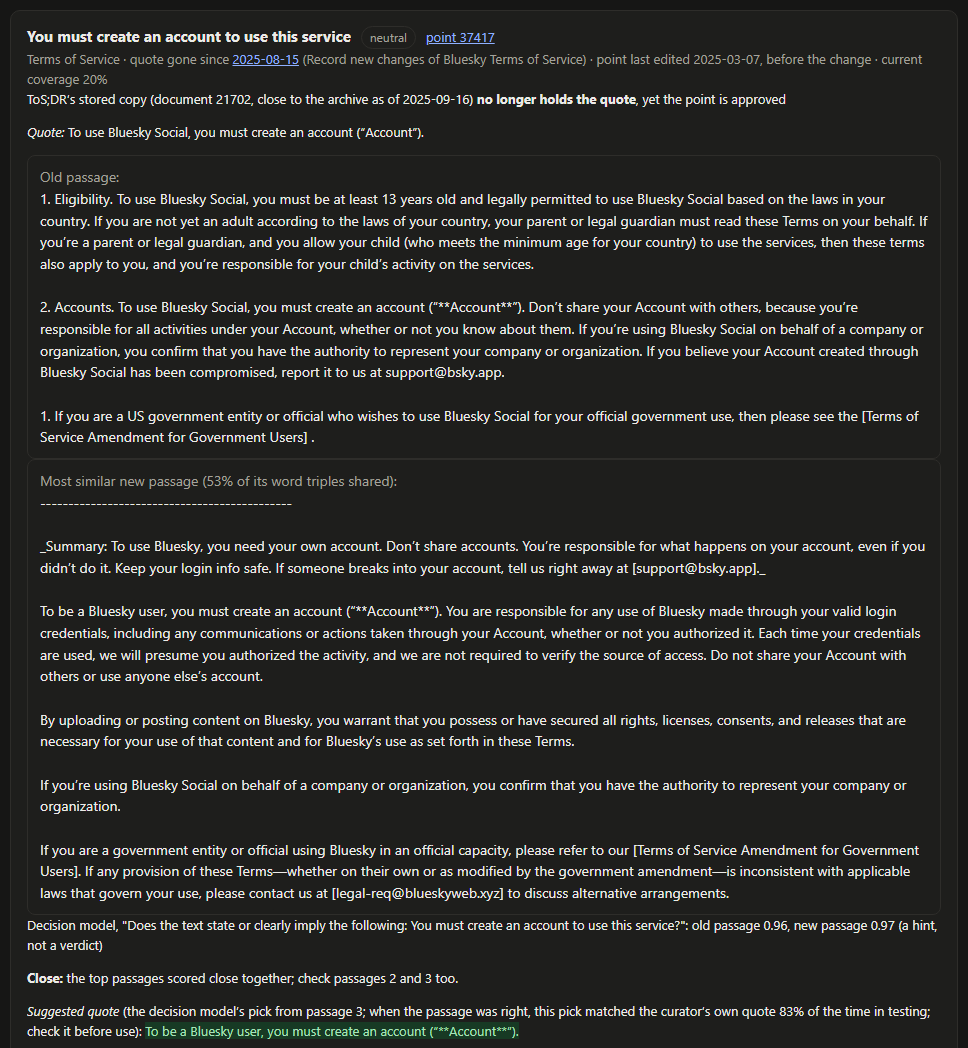 You must create an account to use this service neutral point 37417
Terms of Service · quote gone since 2025-08-15 (Record new changes of Bluesky Terms of Service) · point last edited 2025-03-07, before the change · current
coverage 20%
ToS;DR's stored copy (document 21702, close to the archive as of 2025-09-16) no longer holds the quote, yet the point is approved
Quote: To use Bluesky Social, you must create an account (“Account”).
Old passage:
1. Eligibility. To use Bluesky Social, you must be at least 13 years old and legally permitted to use Bluesky Social based on the laws in your
country. If you are not yet an adult according to the laws of your country, your parent or legal guardian must read these Terms on your behalf. If
you’re a parent or legal guardian, and you allow your child (who meets the minimum age for your country) to use the services, then these terms
also apply to you, and you’re responsible for your child’s activity on the services.
2. Accounts. To use Bluesky Social, you must create an account (“**Account**”). Don’t share your Account with others, because you’re
responsible for all activities under your Account, whether or not you know about them. If you’re using Bluesky Social on behalf of a company or
organization, you confirm that you have the authority to represent your company or organization. If you believe your Account created through
Bluesky Social has been compromised, report it to us at support@bsky.app.
1. If you are a US government entity or official who wishes to use Bluesky Social for your official government use, then please see the [Terms of
Service Amendment for Government Users] .
Most similar new passage (53% of its word triples shared):
---------------------------------------------
_Summary: To use Bluesky, you need your own account. Don’t share accounts. You’re responsible for what happens on your account, even if you
didn’t do it. Keep your login info safe. If someone breaks into your account, tell us right away at [support@bsky.app]._
To be a Bluesky user, you must create an account (“**Account**”). You are responsible for any use of Bluesky made through your valid login
credentials, including any communications or actions taken through your Account, whether or not you authorized it. Each time your credentials
are used, we will presume you authorized the activity, and we are not required to verify the source of access. Do not share your Account with
others or use anyone else’s account.
By uploading or posting content on Bluesky, you warrant that you possess or have secured all rights, licenses, consents, and releases that are
necessary for your use of that content and for Bluesky’s use as set forth in these Terms.
If you’re using Bluesky Social on behalf of a company or organization, you confirm that you have the authority to represent your company or
organization.
If you are a government entity or official using Bluesky in an official capacity, please refer to our [Terms of Service Amendment for Government
Users]. If any provision of these Terms—whether on their own or as modified by the government amendment—is inconsistent with applicable
laws that govern your use, please contact us at [legal-req@blueskyweb.xyz] to discuss alternative arrangements.
Decision model, "Does the text state or clearly imply the following: You must create an account to use this service?": old passage 0.96, new passage 0.97 (a hint,
not a verdict)
Close: the top passages scored close together; check passages 2 and 3 too.
Suggested quote (the decision model's pick from passage 3; when the passage was right, this pick matched the curator's own quote 83% of the time in testing;
check it before use): To be a Bluesky user, you must create an account (“**Account**”).